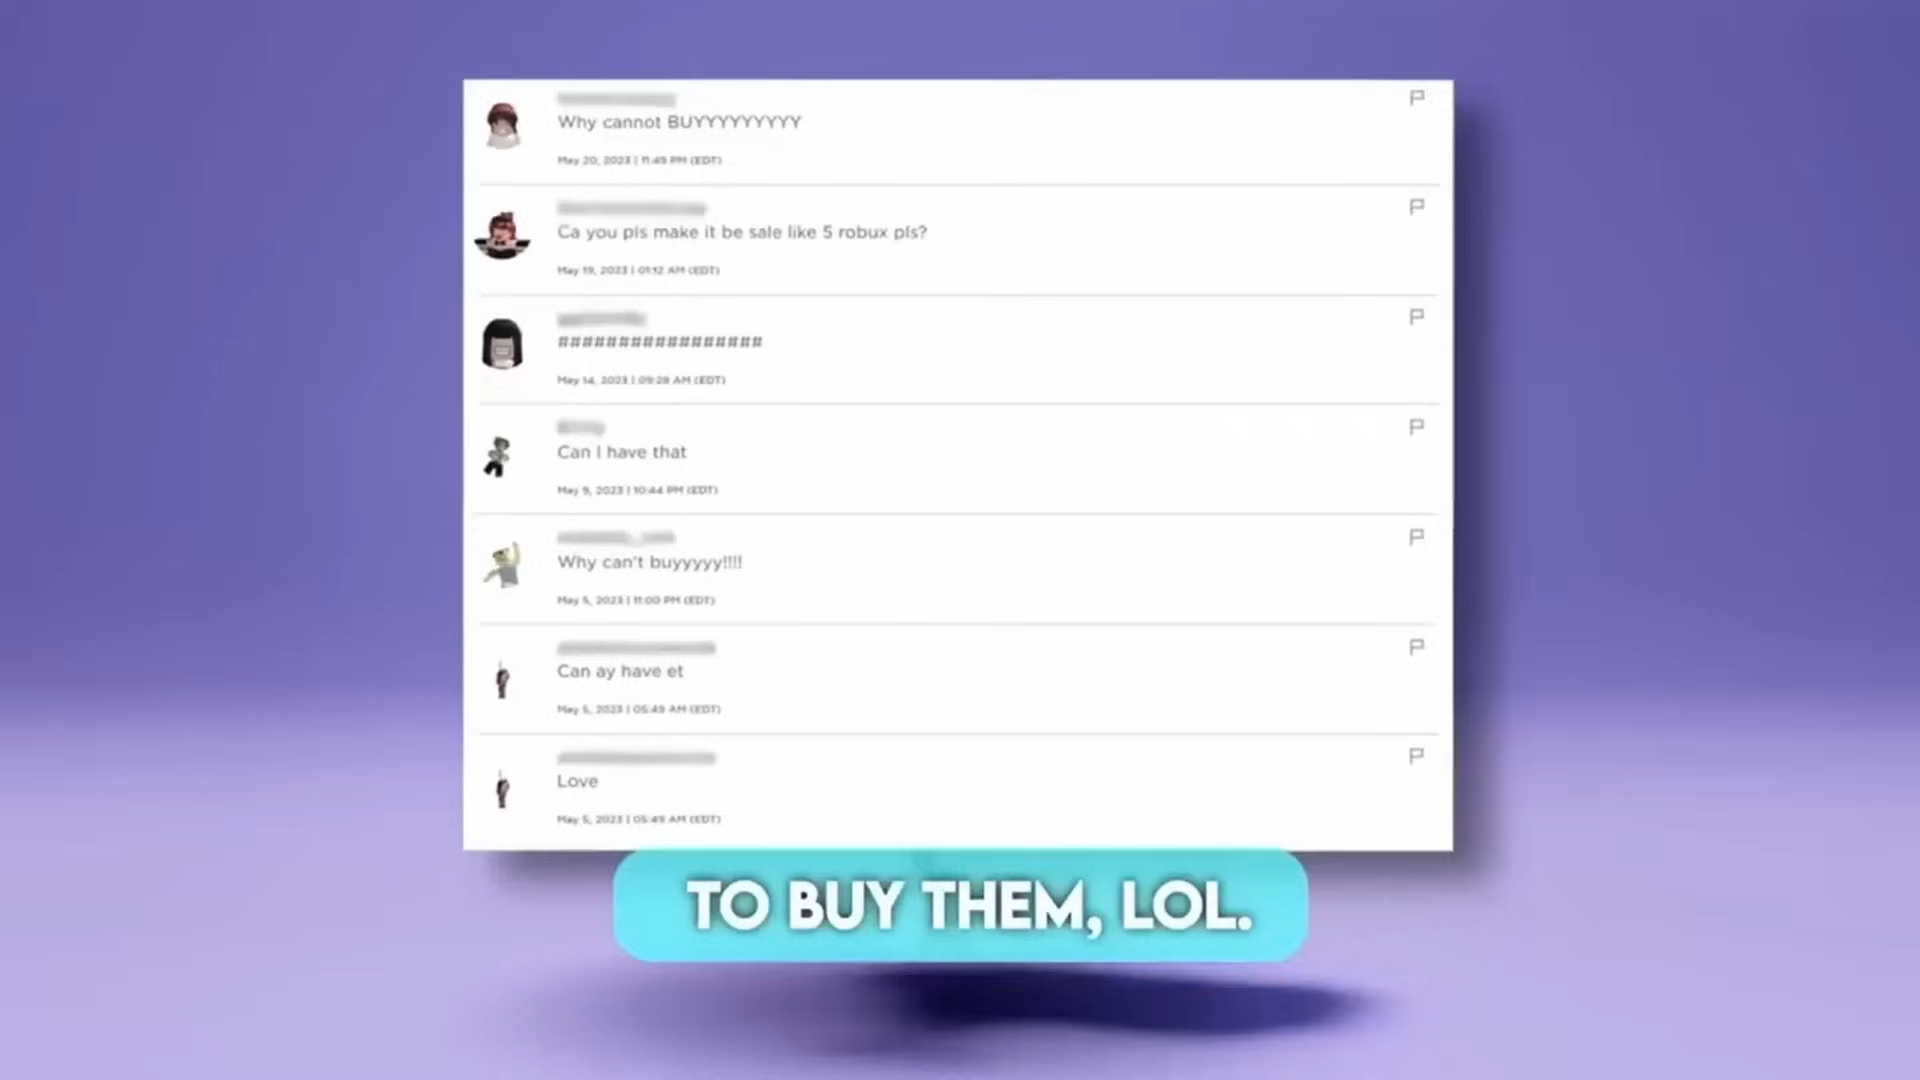 Why cannot BUYYYYYYYYY
May 20, 2023 | 11:49 PM (EDT)
Ca you pls make it be sale like 5 robux pls?
May 19, 2023 | 01:12 AM (EDT)
#################
May 14, 2023 | 09:28 AM (EDT)
Can I have that
May 9, 2023 | 10:44 PM (EDT)
Why can't buyyyyy!!!!
May 5, 2023 | 11:00 PM (EDT)
Can ay have et
May 5, 2023 | 05:49 AM (EDT)
Love
May 5, 2023 | 05:49 AM (EDT)
TO BUY THEM, LOL.